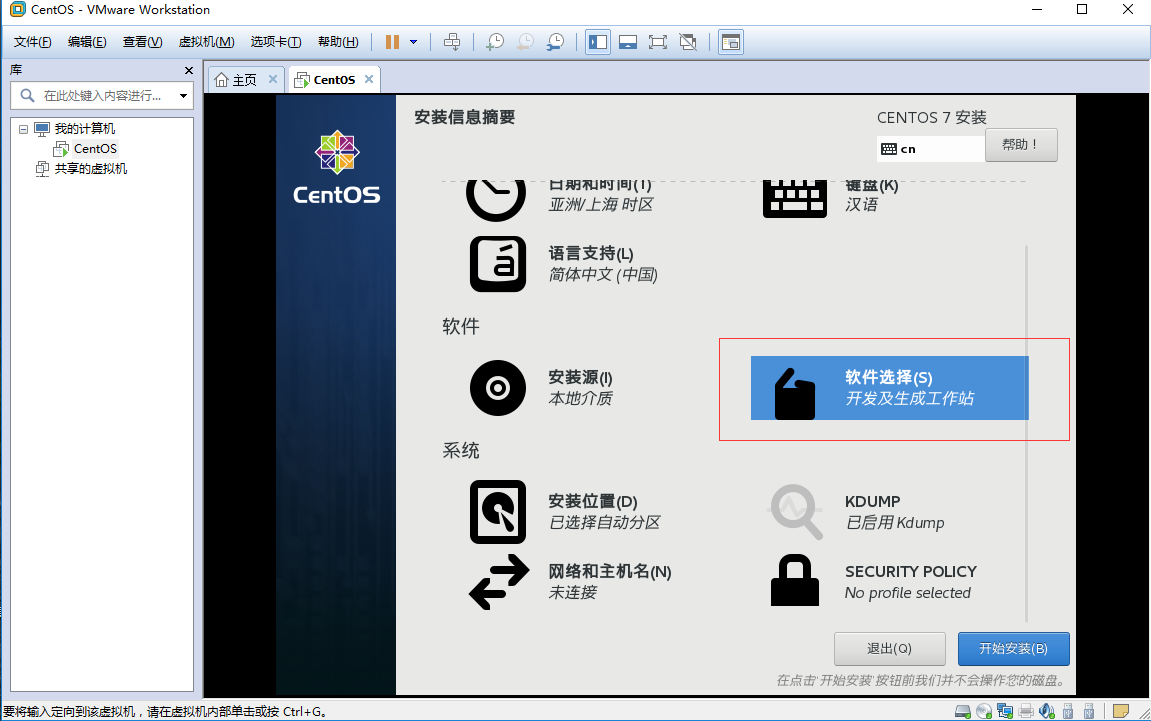 CentOS - VMware Workstation
文件(F) 编辑(E) 查看(V) 虚拟机(M) 选项卡(T) 帮助(H)
库
在此处键入内容进行...
我的计算机
CentOS
共享的虚拟机
主页 CentOS
CentOS
安装信息摘要
CENTOS 7 安装
cn
帮助！
日期和时间(T)
亚洲/上海 时区
键盘(K)
汉语
语言支持(L)
简体中文 (中国)
软件
安装源(I)
本地介质
软件选择(S)
开发及生成工作站
系统
安装位置(D)
已选择自动分区
KDUMP
已启用 Kdump
网络和主机名(N)
未连接
SECURITY POLICY
No profile selected
退出(Q)
开始安装(B)
在点击'开始安装'按钮前我们并不会操作您的磁盘。
要将输入定向到该虚拟机，请在虚拟机内部单击或按 Ctrl+G。